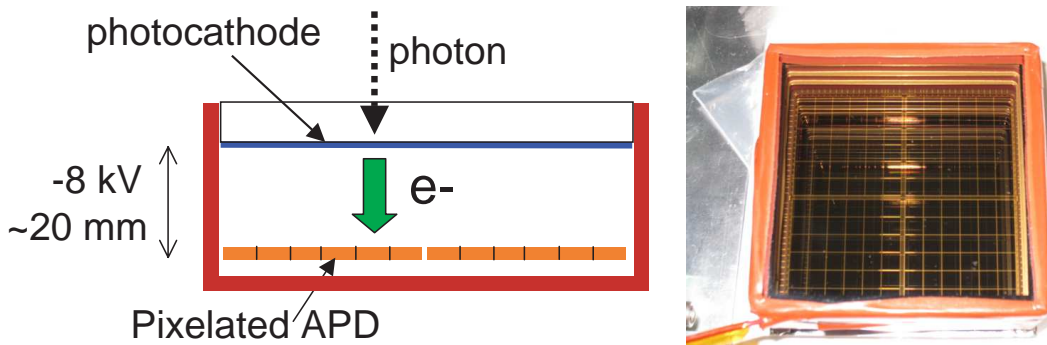 photocathode
photon
-8 kV
~20 mm
e-
Pixelated APD